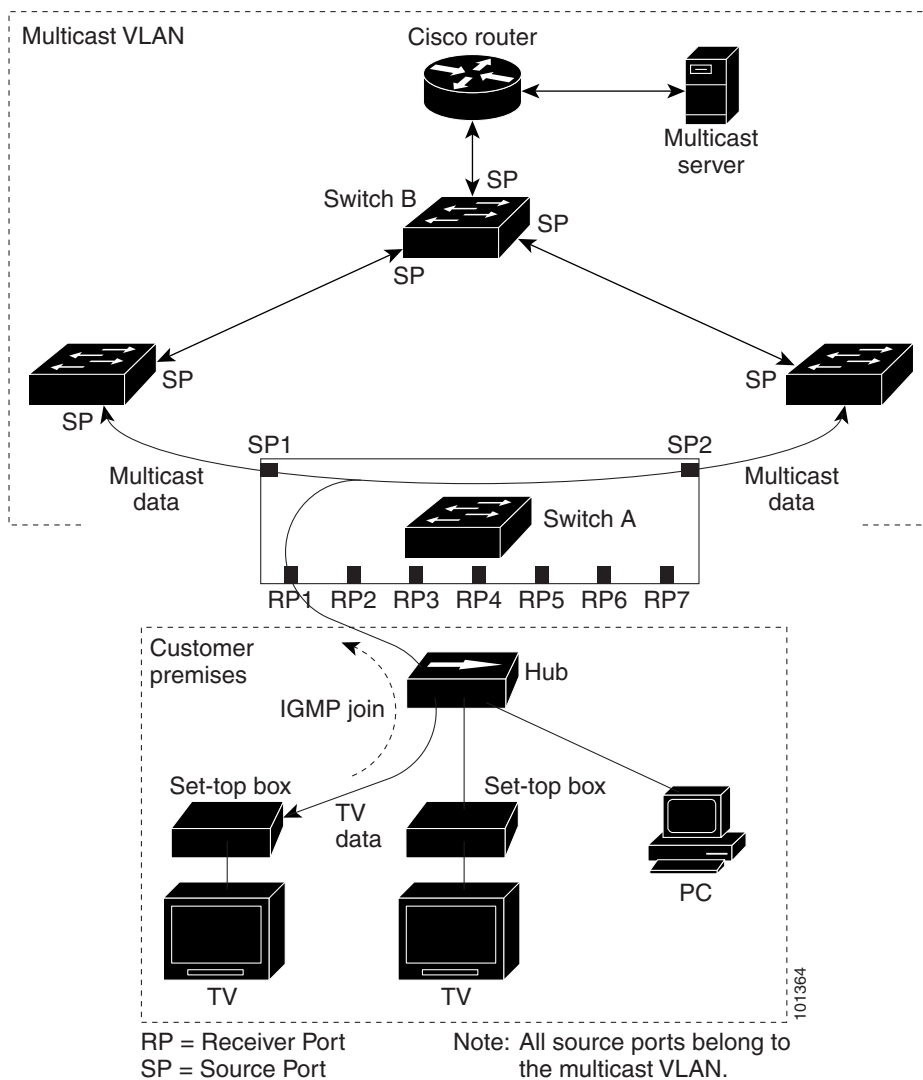 Multicast VLAN
Cisco router
Multicast
server
SP
Switch B
SP
SP
SP
SP
SP
SP1
SP2
Multicast
data
Multicast
data
Switch A
RP1 RP2 RP3 RP4 RP5 RP6 RP7
Customer
premises
Hub
IGMP join
Set-top box
Set-top box
TV
data
PC
TV
TV
101364
RP = Receiver Port
SP = Source Port
Note: All source ports belong to
the multicast VLAN.